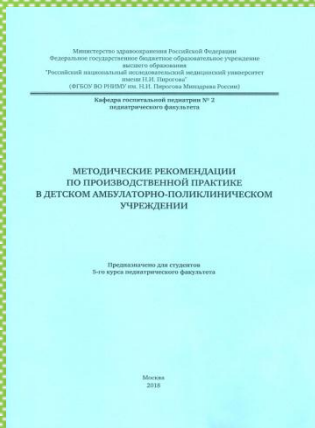 Министерство здравоохранения Российской Федерации
Федеральное государственное бюджетное образовательное учреждение
высшего образования
"Российский национальный исследовательский медицинский университет
имени Н.И. Пирогова"
(ФГБОУ ВО РНИМУ им. Н.И. Пирогова Минздрава России)
Кафедра госпитальной педиатрии № 2
педиатрического факультета
МЕТОДИЧЕСКИЕ РЕКОМЕНДАЦИИ
ПО ПРОИЗВОДСТВЕННОЙ ПРАКТИКЕ
В ДЕТСКОМ АМБУЛАТОРНО-ПОЛИКЛИНИЧЕСКОМ
УЧРЕЖДЕНИИ
Предназначено для студентов
5-го курса педиатрического факультета
Москва
2018